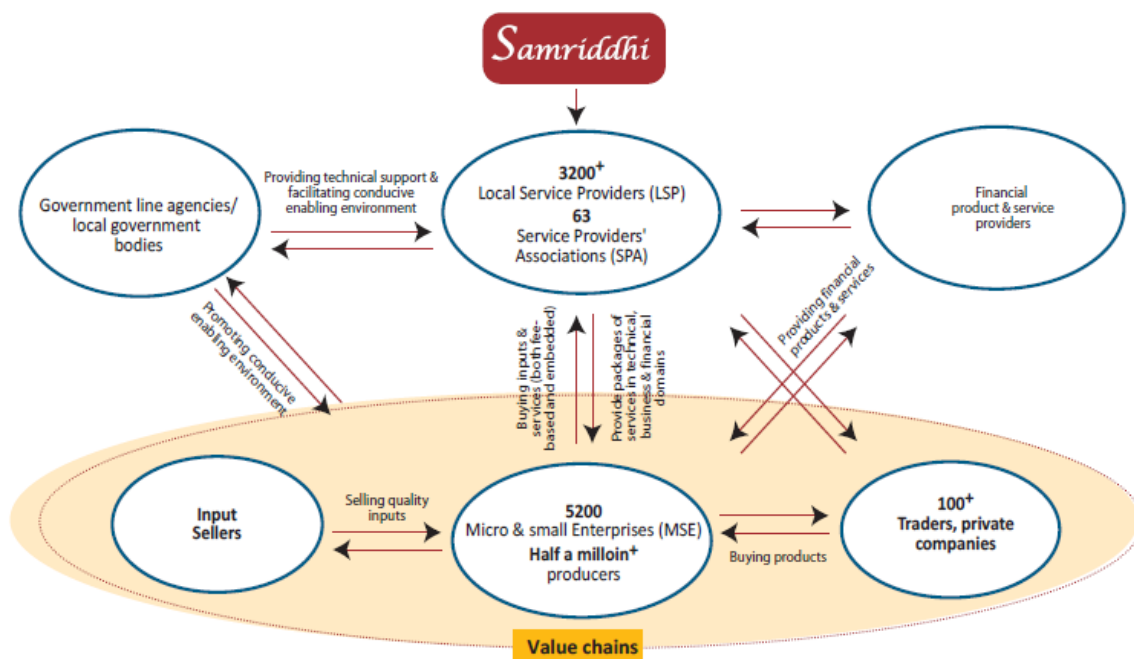 Samriddhi
Government line agencies/
local government
bodies
Providing technical support &
facilitating conducive
enabling environment
3200+
Local Service Providers (LSP)
63
Service Providers'
Associations (SPA)
Financial
product & service
providers
Promoting conducive
enabling environment
Buying inputs &
services (both fee-
based and embedded)
Provide packages of
services in technical,
business & financial
domains
Providing financial
products & services
Input
Sellers
Selling quality
inputs
5200
Micro & small Enterprises (MSE)
Half a milloin+
producers
Buying products
100+
Traders, private
companies
Value chains